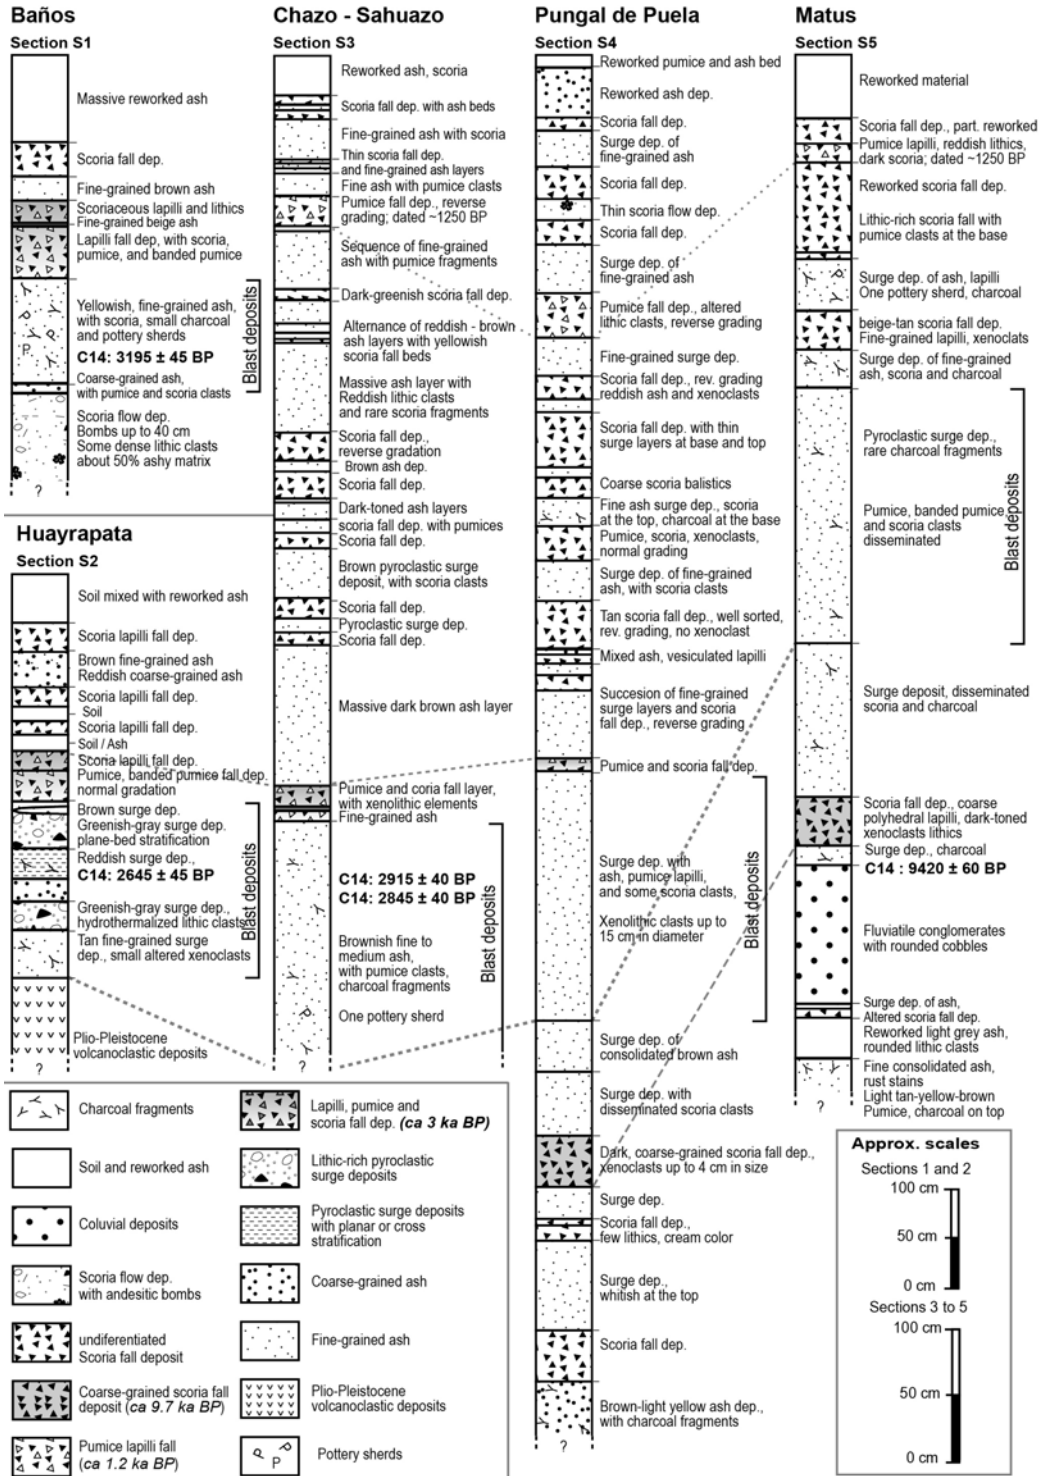 Baños
Section S1
Massive reworked ash
Scoria fall dep.
Fine-grained brown ash
Scoriaceous lapilli and lithics
Fine-grained beige ash
Lapilli fall dep, with scoria,
pumice, and banded pumice
Yellowish, fine-grained ash,
with scoria, small charcoal
and pottery sherds
C14: 3195 ± 45 BP
Coarse-grained ash,
with pumice and scoria clasts
Scoria flow dep.
Bombs up to 40 cm
Some dense lithic clasts
about 50% ashy matrix
P
P
P
?
Blast deposits
Huayrapata
Section S2
Soil mixed with reworked ash
Scoria lapilli fall dep.
Brown fine-grained ash
Reddish coarse-grained ash
Scoria lapilli fall dep.
Soil
Scoria lapilli fall dep.
Soil / Ash
Scoria lapilli fall dep.
Pumice, banded pumice fall dep.
normal gradation
Brown surge dep.
Greenish-gray surge dep.
plane-bed stratification
Reddish surge dep.,
C14: 2645 ± 45 BP
Greenish-gray surge dep.,
hydrothermalized lithic clasts
Tan fine-grained surge
dep., small altered xenoclasts
Plio-Pleistocene
volcanoclastic deposits
?
Blast deposits
Chazo - Sahuazo
Section S3
Reworked ash, scoria
Scoria fall dep. with ash beds
Fine-grained ash with scoria
Thin scoria fall dep.
and fine-grained ash layers
Fine ash with pumice clasts
Pumice fall dep., reverse
grading; dated ~1250 BP
Sequence of fine-grained
ash with pumice fragments
Dark-greenish scoria fall dep.
Alternance of reddish - brown
ash layers with yellowish
scoria fall beds
Massive ash layer with
Reddish lithic clasts
and rare scoria fragments
Scoria fall dep.,
reverse gradation
Brown ash dep.
Scoria fall dep.
Dark-toned ash layers
scoria fall dep. with pumices
Scoria fall dep.
Brown pyroclastic surge
deposit, with scoria clasts
Scoria fall dep.
Pyroclastic surge dep.
Scoria fall dep.
Massive dark brown ash layer
Pumice and coria fall layer,
with xenolithic elements
Fine-grained ash
C14: 2915 ± 40 BP
C14: 2845 ± 40 BP
Brownish fine to
medium ash,
with pumice clasts,
charcoal fragments
One pottery sherd
P
?
Blast deposits
Pungal de Puela
Section S4
Reworked pumice and ash bed
Reworked ash dep.
Scoria fall dep.
Surge dep. of
fine-grained ash
Scoria fall dep.
Thin scoria flow dep.
Scoria fall dep.
Surge dep. of
fine-grained ash
Pumice fall dep., altered
lithic clasts, reverse grading
Fine-grained surge dep.
Scoria fall dep., rev. grading
reddish ash and xenoclasts
Scoria fall dep. with thin
surge layers at base and top
Coarse scoria balistics
Fine ash surge dep., scoria
at the top, charcoal at the base
Pumice, scoria, xenoclasts,
normal grading
Surge dep. of fine-grained
ash, with scoria clasts
Tan scoria fall dep., well sorted,
rev. grading, no xenoclast
Mixed ash, vesiculated lapilli
Succesion of fine-grained
surge layers and scoria
fall dep., reverse grading
Pumice and scoria fall dep.
Surge dep. with
ash, pumice lapilli,
and some scoria clasts,
Xenolithic clasts up to
15 cm in diameter
Blast deposits
Surge dep. of
consolidated brown ash
Surge dep. with
disseminated scoria clasts
Dark, coarse-grained scoria fall dep.,
xenoclasts up to 4 cm in size
Surge dep.
Scoria fall dep.,
few lithics, cream color
Surge dep.,
whitish at the top
Scoria fall dep.
Brown-light yellow ash dep.,
with charcoal fragments
?
Matus
Section S5
Reworked material
Scoria fall dep., part. reworked
Pumice lapilli, reddish lithics,
dark scoria; dated ~1250 BP
Reworked scoria fall dep.
Lithic-rich scoria fall with
pumice clasts at the base
Surge dep. of ash, lapilli
One pottery sherd, charcoal
P
beige-tan scoria fall dep.
Fine-grained lapilli, xenoclats
Surge dep. of fine-grained
ash, scoria and charcoal
Pyroclastic surge dep.,
rare charcoal fragments
Pumice, banded pumice
and scoria clasts
disseminated
Blast deposits
Surge deposit, disseminated
scoria and charcoal
Scoria fall dep., coarse
polyhedral lapilli, dark-toned
xenoclasts lithics
Surge dep., charcoal
C14 : 9420 ± 60 BP
Fluviatile conglomerates
with rounded cobbles
Surge dep. of ash,
Altered scoria fall dep.
Reworked light grey ash,
rounded lithic clasts
Fine consolidated ash,
rust stains
Light tan-yellow-brown
Pumice, charcoal on top
?
Charcoal fragments
Soil and reworked ash
Coluvial deposits
Scoria flow dep.
with andesitic bombs
undiferentiated
Scoria fall deposit
Coarse-grained scoria fall
deposit (ca 9.7 ka BP)
Pumice lapilli fall
(ca 1.2 ka BP)
Lapilli, pumice and
scoria fall dep. (ca 3 ka BP)
Lithic-rich pyroclastic
surge deposits
Pyroclastic surge deposits
with planar or cross
stratification
Coarse-grained ash
Fine-grained ash
Plio-Pleistocene
volcanoclastic deposits
P P P
Pottery sherds
Approx. scales
Sections 1 and 2
100 cm
50 cm
0 cm
Sections 3 to 5
100 cm
50 cm
0 cm